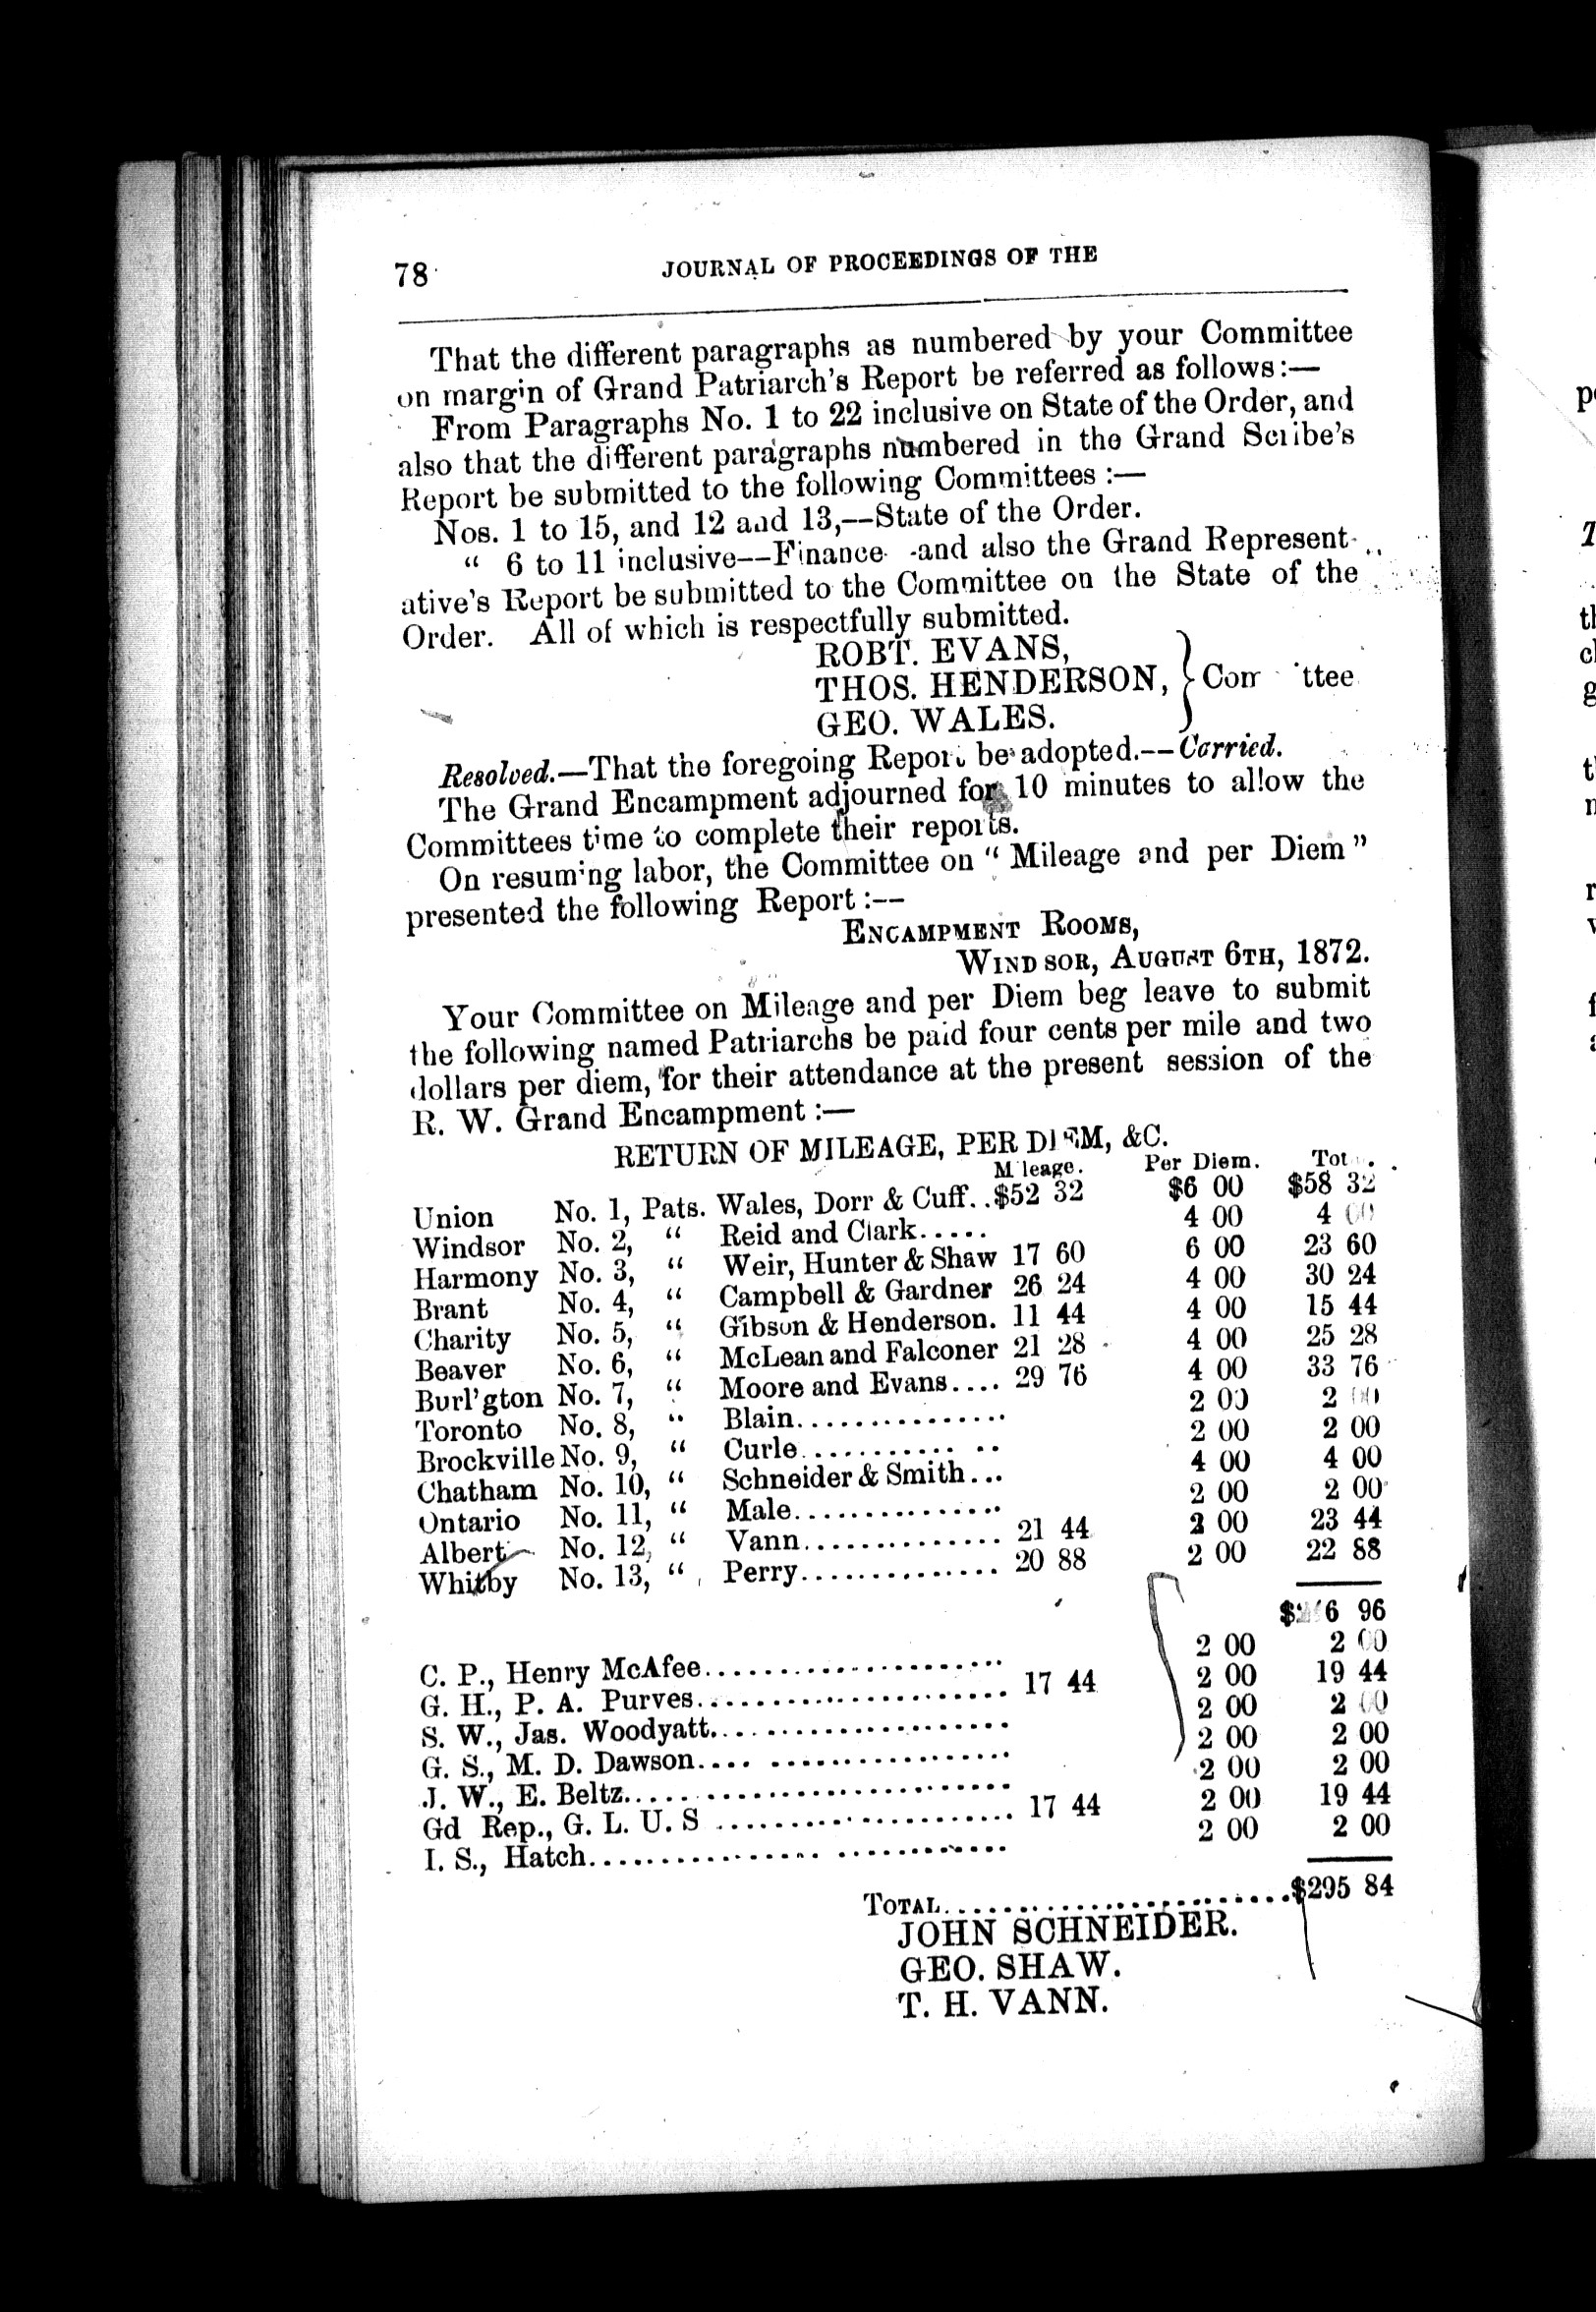 78
JOURNAL OF PROCEEDINGS OF THE
That the different paragraphs as numbered by your Committee
on margin of Grand Patriarch's Report be referred as follows:—
From Paragraphs No. 1 to 22 inclusive on State of the Order, and
also that the different paragraphs numbered in the Grand Scribe's
Report be submitted to the following Committees :—
Nos. 1 to 15, and 12 and 13,—State of the Order.
“ 6 to 11 inclusive—Finance -and also the Grand Represent-
ative's Report be submitted to the Committee on the State of the
Order. All of which is respectfully submitted.
ROBT. EVANS,
THOS. HENDERSON, } Committee
GEO. WALES.
Resolved.—That the foregoing Report be adopted.—Carried.
The Grand Encampment adjourned for 10 minutes to allow the
Committees time to complete their reports.
On resuming labor, the Committee on “ Mileage and per Diem ”
presented the following Report :—
ENCAMPMENT ROOMS,
WINDSOR, AUGUST 6TH, 1872.
Your Committee on Mileage and per Diem beg leave to submit
the following named Patriarchs be paid four cents per mile and two
dollars per diem, for their attendance at the present session of the
R. W. Grand Encampment :—
RETURN OF MILEAGE, PER DIEM, &C.
Mileage. Per Diem. Tot
Union No. 1, Pats. Wales, Dorr & Cuff. .$52 32 $6 00 $58 32
Windsor No. 2, “ Reid and Clark..... 4 00 4 00
Harmony No. 3, “ Weir, Hunter & Shaw 17 60 6 00 23 60
Brant No. 4, “ Campbell & Gardner 26 24 4 00 30 24
Charity No. 5, “ Gibson & Henderson. 11 44 4 00 15 44
Beaver No. 6, “ McLean and Falconer 21 28 4 00 25 28
Burl'gton No. 7, “ Moore and Evans.... 29 76 4 00 33 76
Toronto No. 8, “ Blain............... 2 00 2 00
Brockville No. 9, “ Curle........... .. 2 00 2 00
Chatham No. 10, “ Schneider & Smith... 4 00 4 00
Ontario No. 11, “ Male............... 2 00 2 00
Albert No. 12, “ Vann.............. 21 44 2 00 23 44
Whitby No. 13, “ Perry.............. 20 88 2 00 22 88
96
C. P., Henry McAfee..................... 2 00 2 00
G. H., P. A. Purves...................... 17 44 2 00 19 44
S. W., Jas. Woodyatt..................... 2 00 2 00
G. S., M. D. Dawson.... ................. 2 00 2 00
J. W., E. Beltz.......................... 2 00 2 00
Gd Rep., G. L. U. S ..................... 17 44 2 00 19 44
I. S., Hatch................ ............ 2 00 2 00
TOTAL.........................$295 84
JOHN SCHNEIDER.
GEO. SHAW.
T. H. VANN.